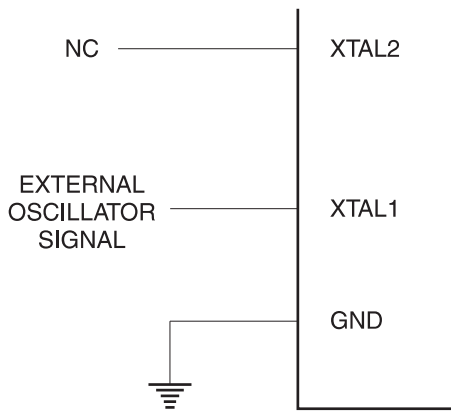 NC
XTAL2
EXTERNAL
OSCILLATOR
SIGNAL
XTAL1
GND